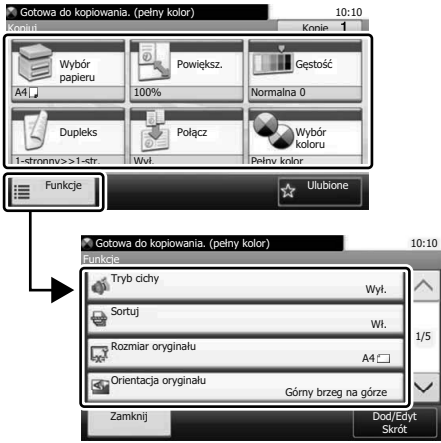 Gotowa do kopiowania. (pełny kolor) 10:10
Kopiuj Kopie 1
Wybór papieru Powiększ. Gęstość
A4 100% Normalna 0
Dupleks Połącz Wybór koloru
1-stronny>>1-str. Wył. Pełny kolor
Funkcje Ulubione
Gotowa do kopiowania. (pełny kolor) 10:10
Funkcje
Tryb cichy
Wył.
Sortuj
Wł.
1/5
Rozmiar oryginału
A4
Orientacja oryginału
Górny brzeg na górze
Zamknij Dod/Edyt
Skrót